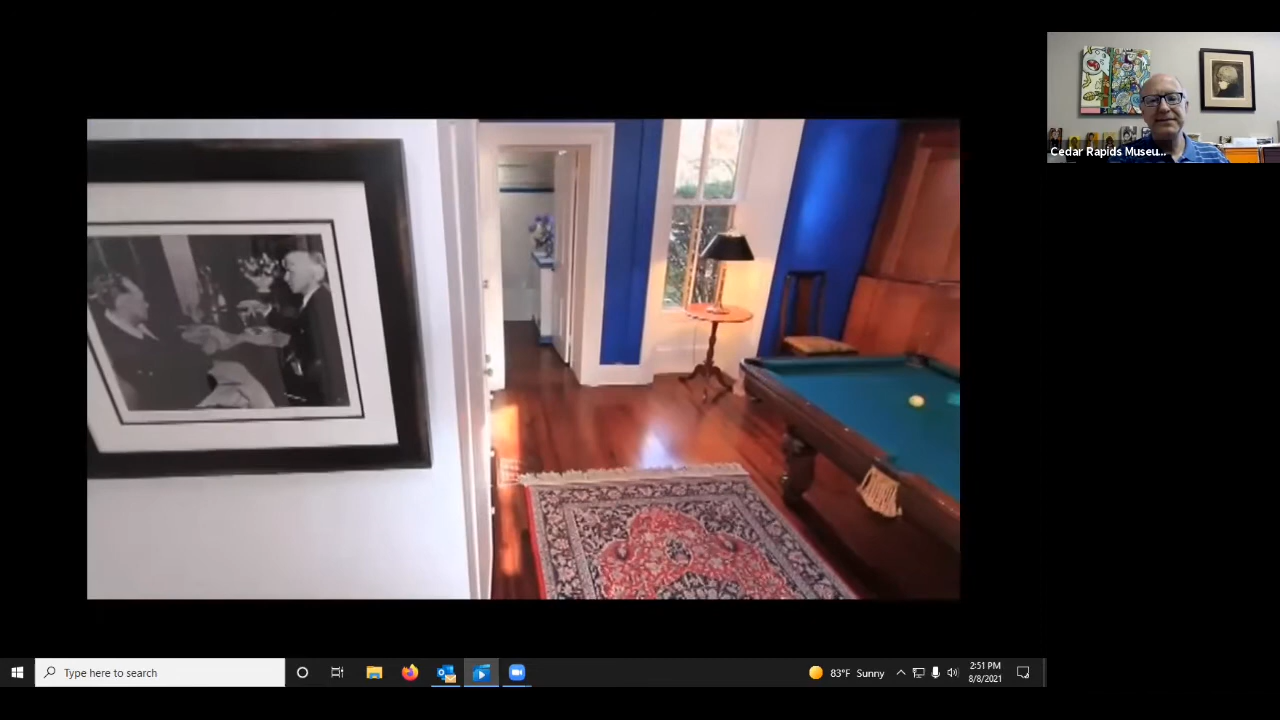 Cedar Rapids Museu...
Type here to search
83°F Sunny
2:51 PM
8/8/2021